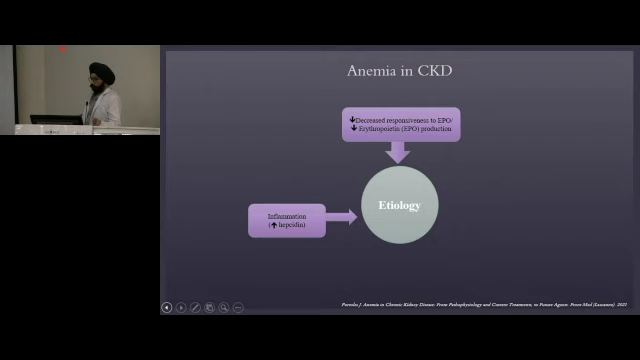 Anemia in CKD
↓Decreased responsiveness to EPO/
↓ Erythropoietin (EPO) production
Etiology
Inflammation
(↑ hepcidin)
Portolés J. Anemia in Chronic Kidney Disease: From Pathophysiology and Current Treatments, to Future Agents. Front Med (Lausanne) 2021